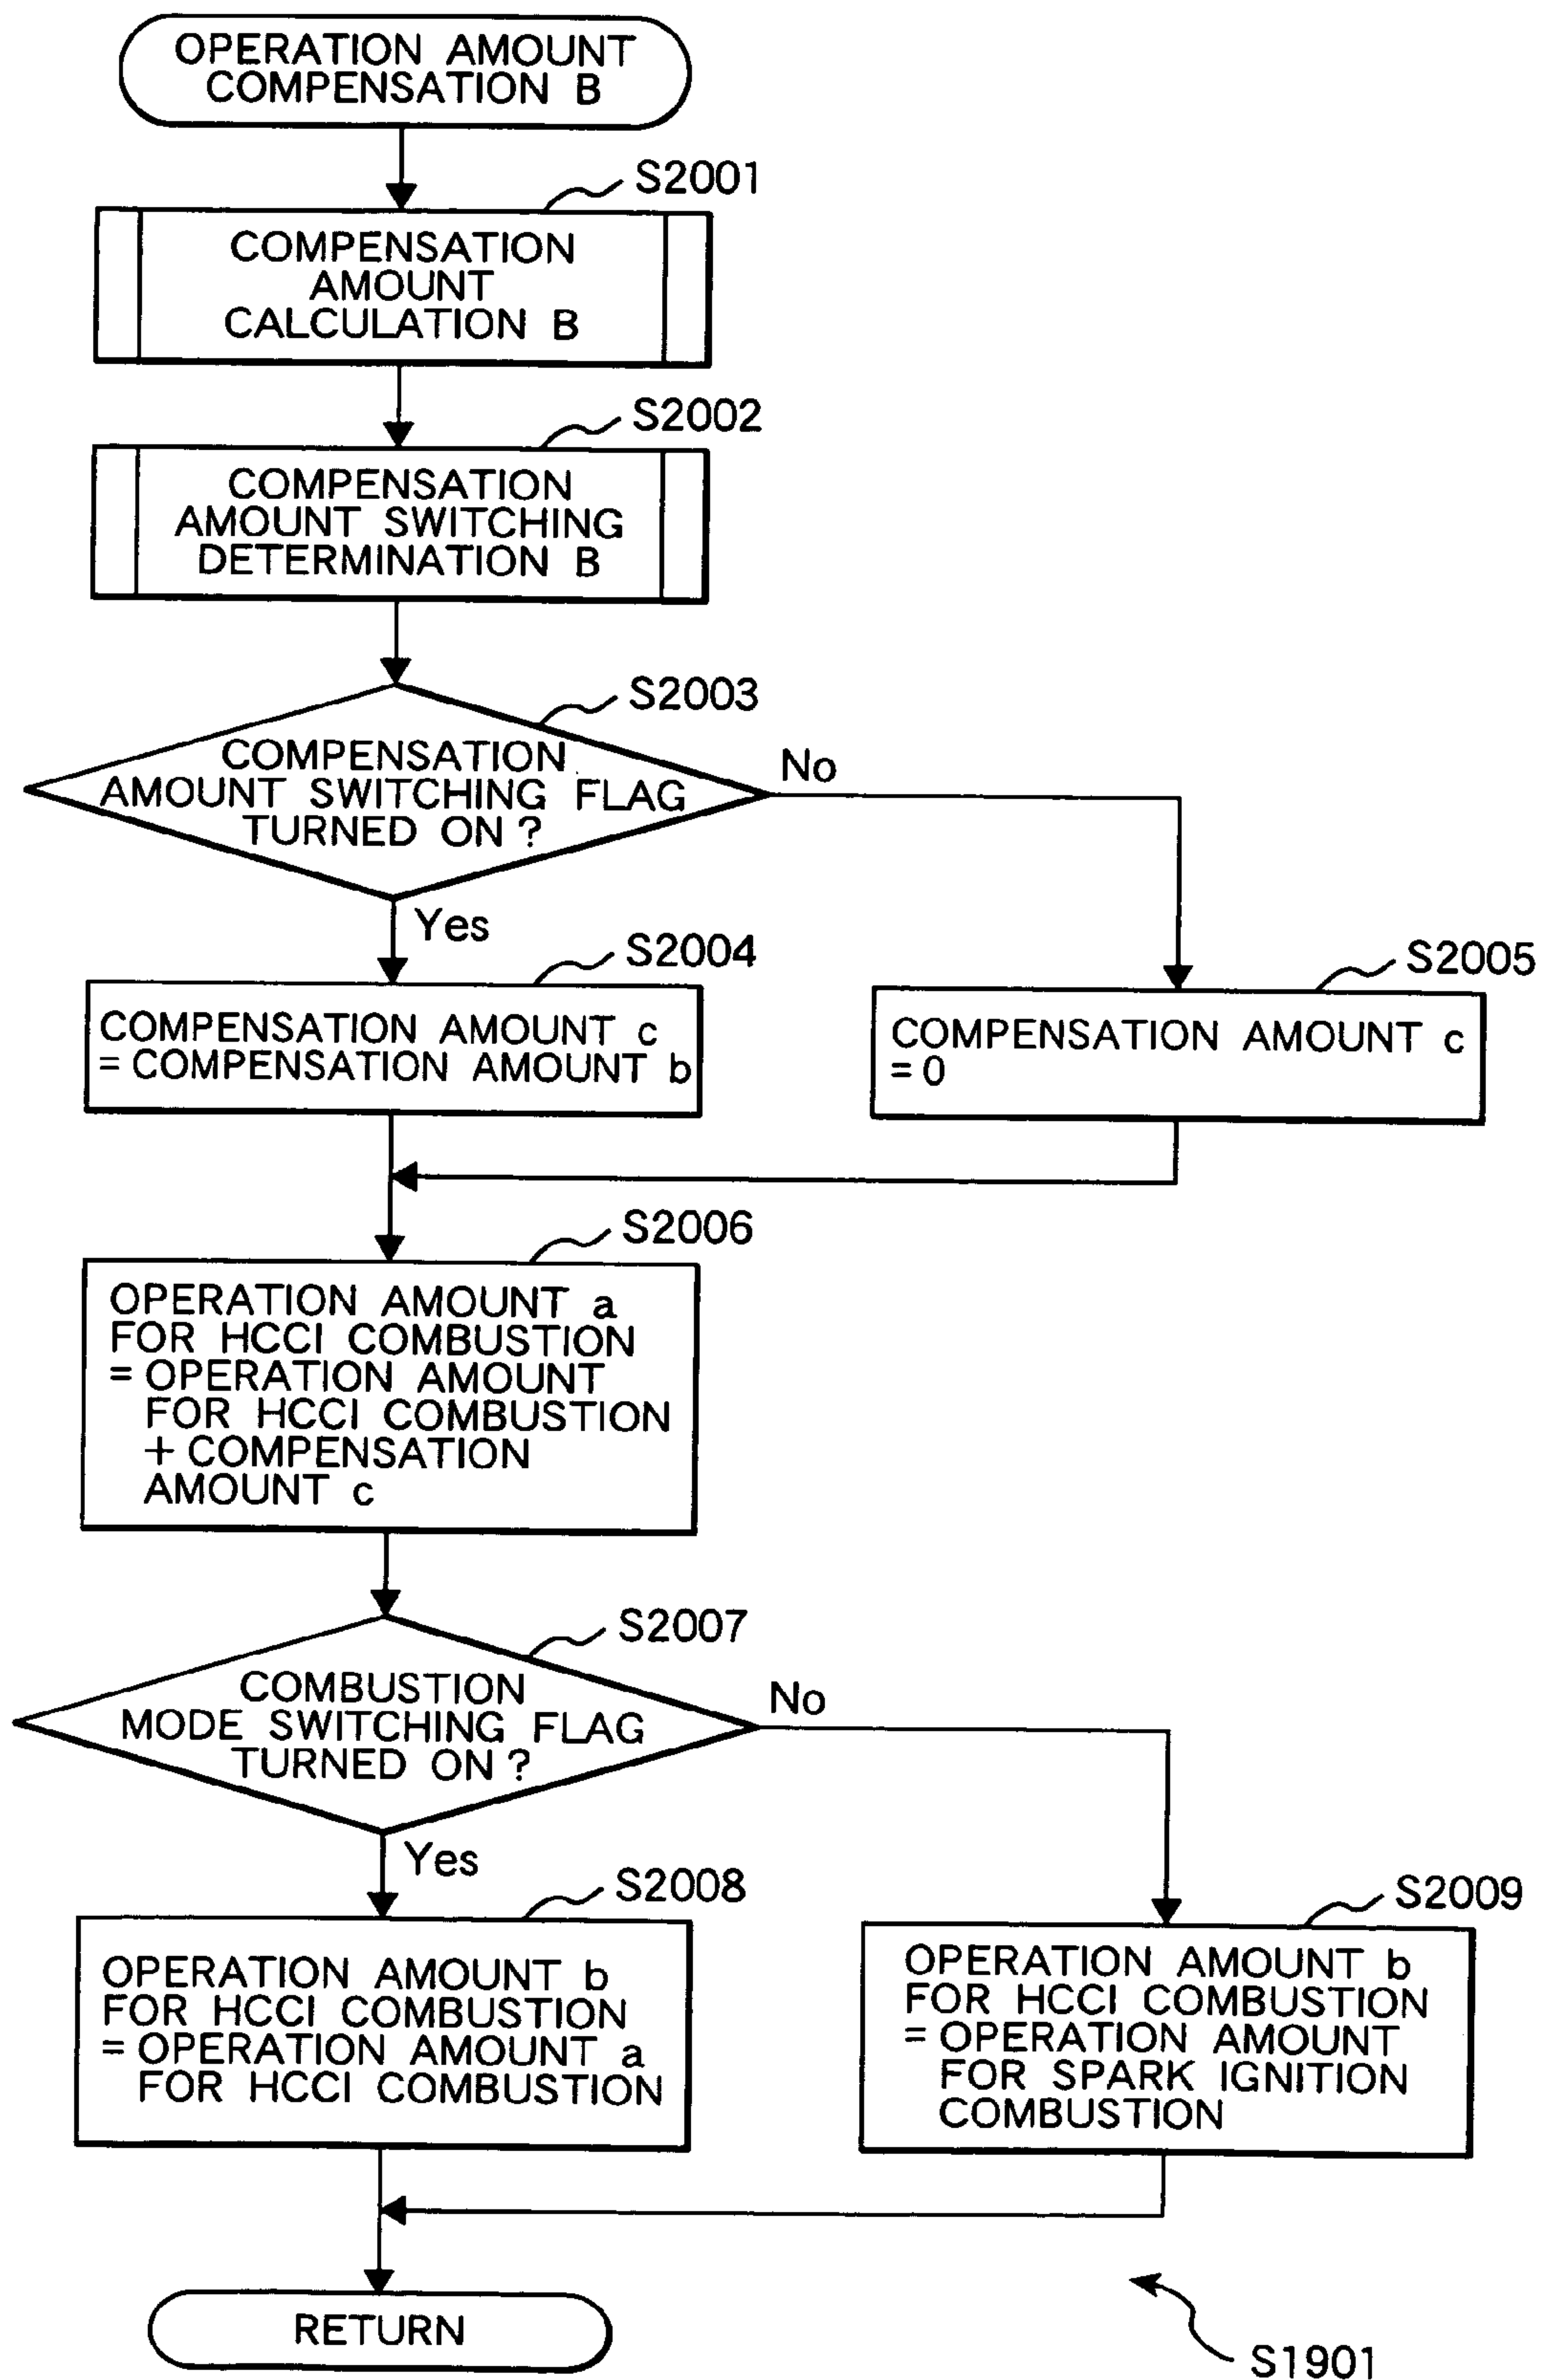 OPERATION AMOUNT
COMPENSATION B
S2001
COMPENSATION
AMOUNT
CALCULATION B
S2002
COMPENSATION
AMOUNT SWITCHING
DETERMINATION B
S2003
COMPENSATION
AMOUNT SWITCHING FLAG
TURNED ON?
No
Yes
S2004
COMPENSATION AMOUNT c
= COMPENSATION AMOUNT b
S2005
COMPENSATION AMOUNT c
= 0
S2006
OPERATION AMOUNT a
FOR HCCI COMBUSTION
= OPERATION AMOUNT
FOR HCCI COMBUSTION
+ COMPENSATION
AMOUNT c
S2007
COMBUSTION
MODE SWITCHING FLAG
TURNED ON?
No
Yes
S2008
OPERATION AMOUNT b
FOR HCCI COMBUSTION
= OPERATION AMOUNT a
FOR HCCI COMBUSTION
S2009
OPERATION AMOUNT b
FOR HCCI COMBUSTION
= OPERATION AMOUNT
FOR SPARK IGNITION
COMBUSTION
RETURN
S1901